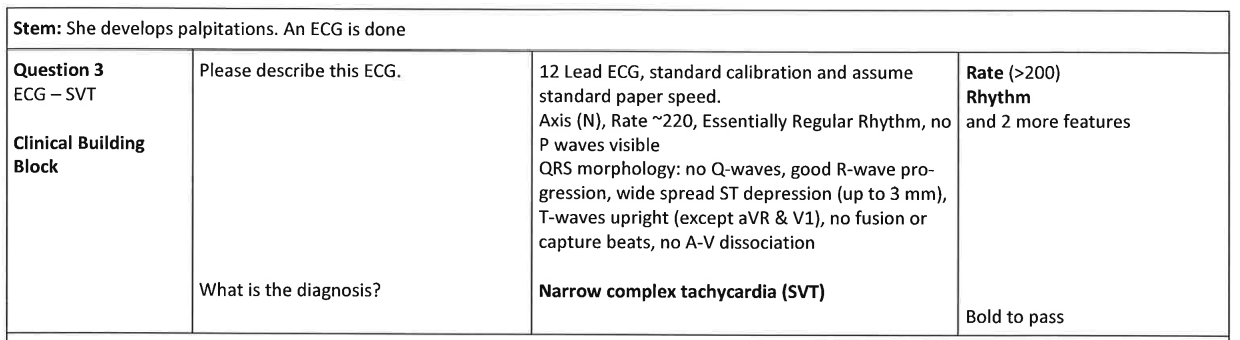 Stem: She develops palpitations. An ECG is done
Question 3
ECG – SVT
Clinical Building
Block
Please describe this ECG.
What is the diagnosis?
12 Lead ECG, standard calibration and assume
standard paper speed.
Axis (N), Rate ~220, Essentially Regular Rhythm, no
P waves visible
QRS morphology: no Q-waves, good R-wave pro-
gression, wide spread ST depression (up to 3 mm),
T-waves upright (except aVR & V1), no fusion or
capture beats, no A-V dissociation
Narrow complex tachycardia (SVT)
Rate (>200)
Rhythm
and 2 more features
Bold to pass